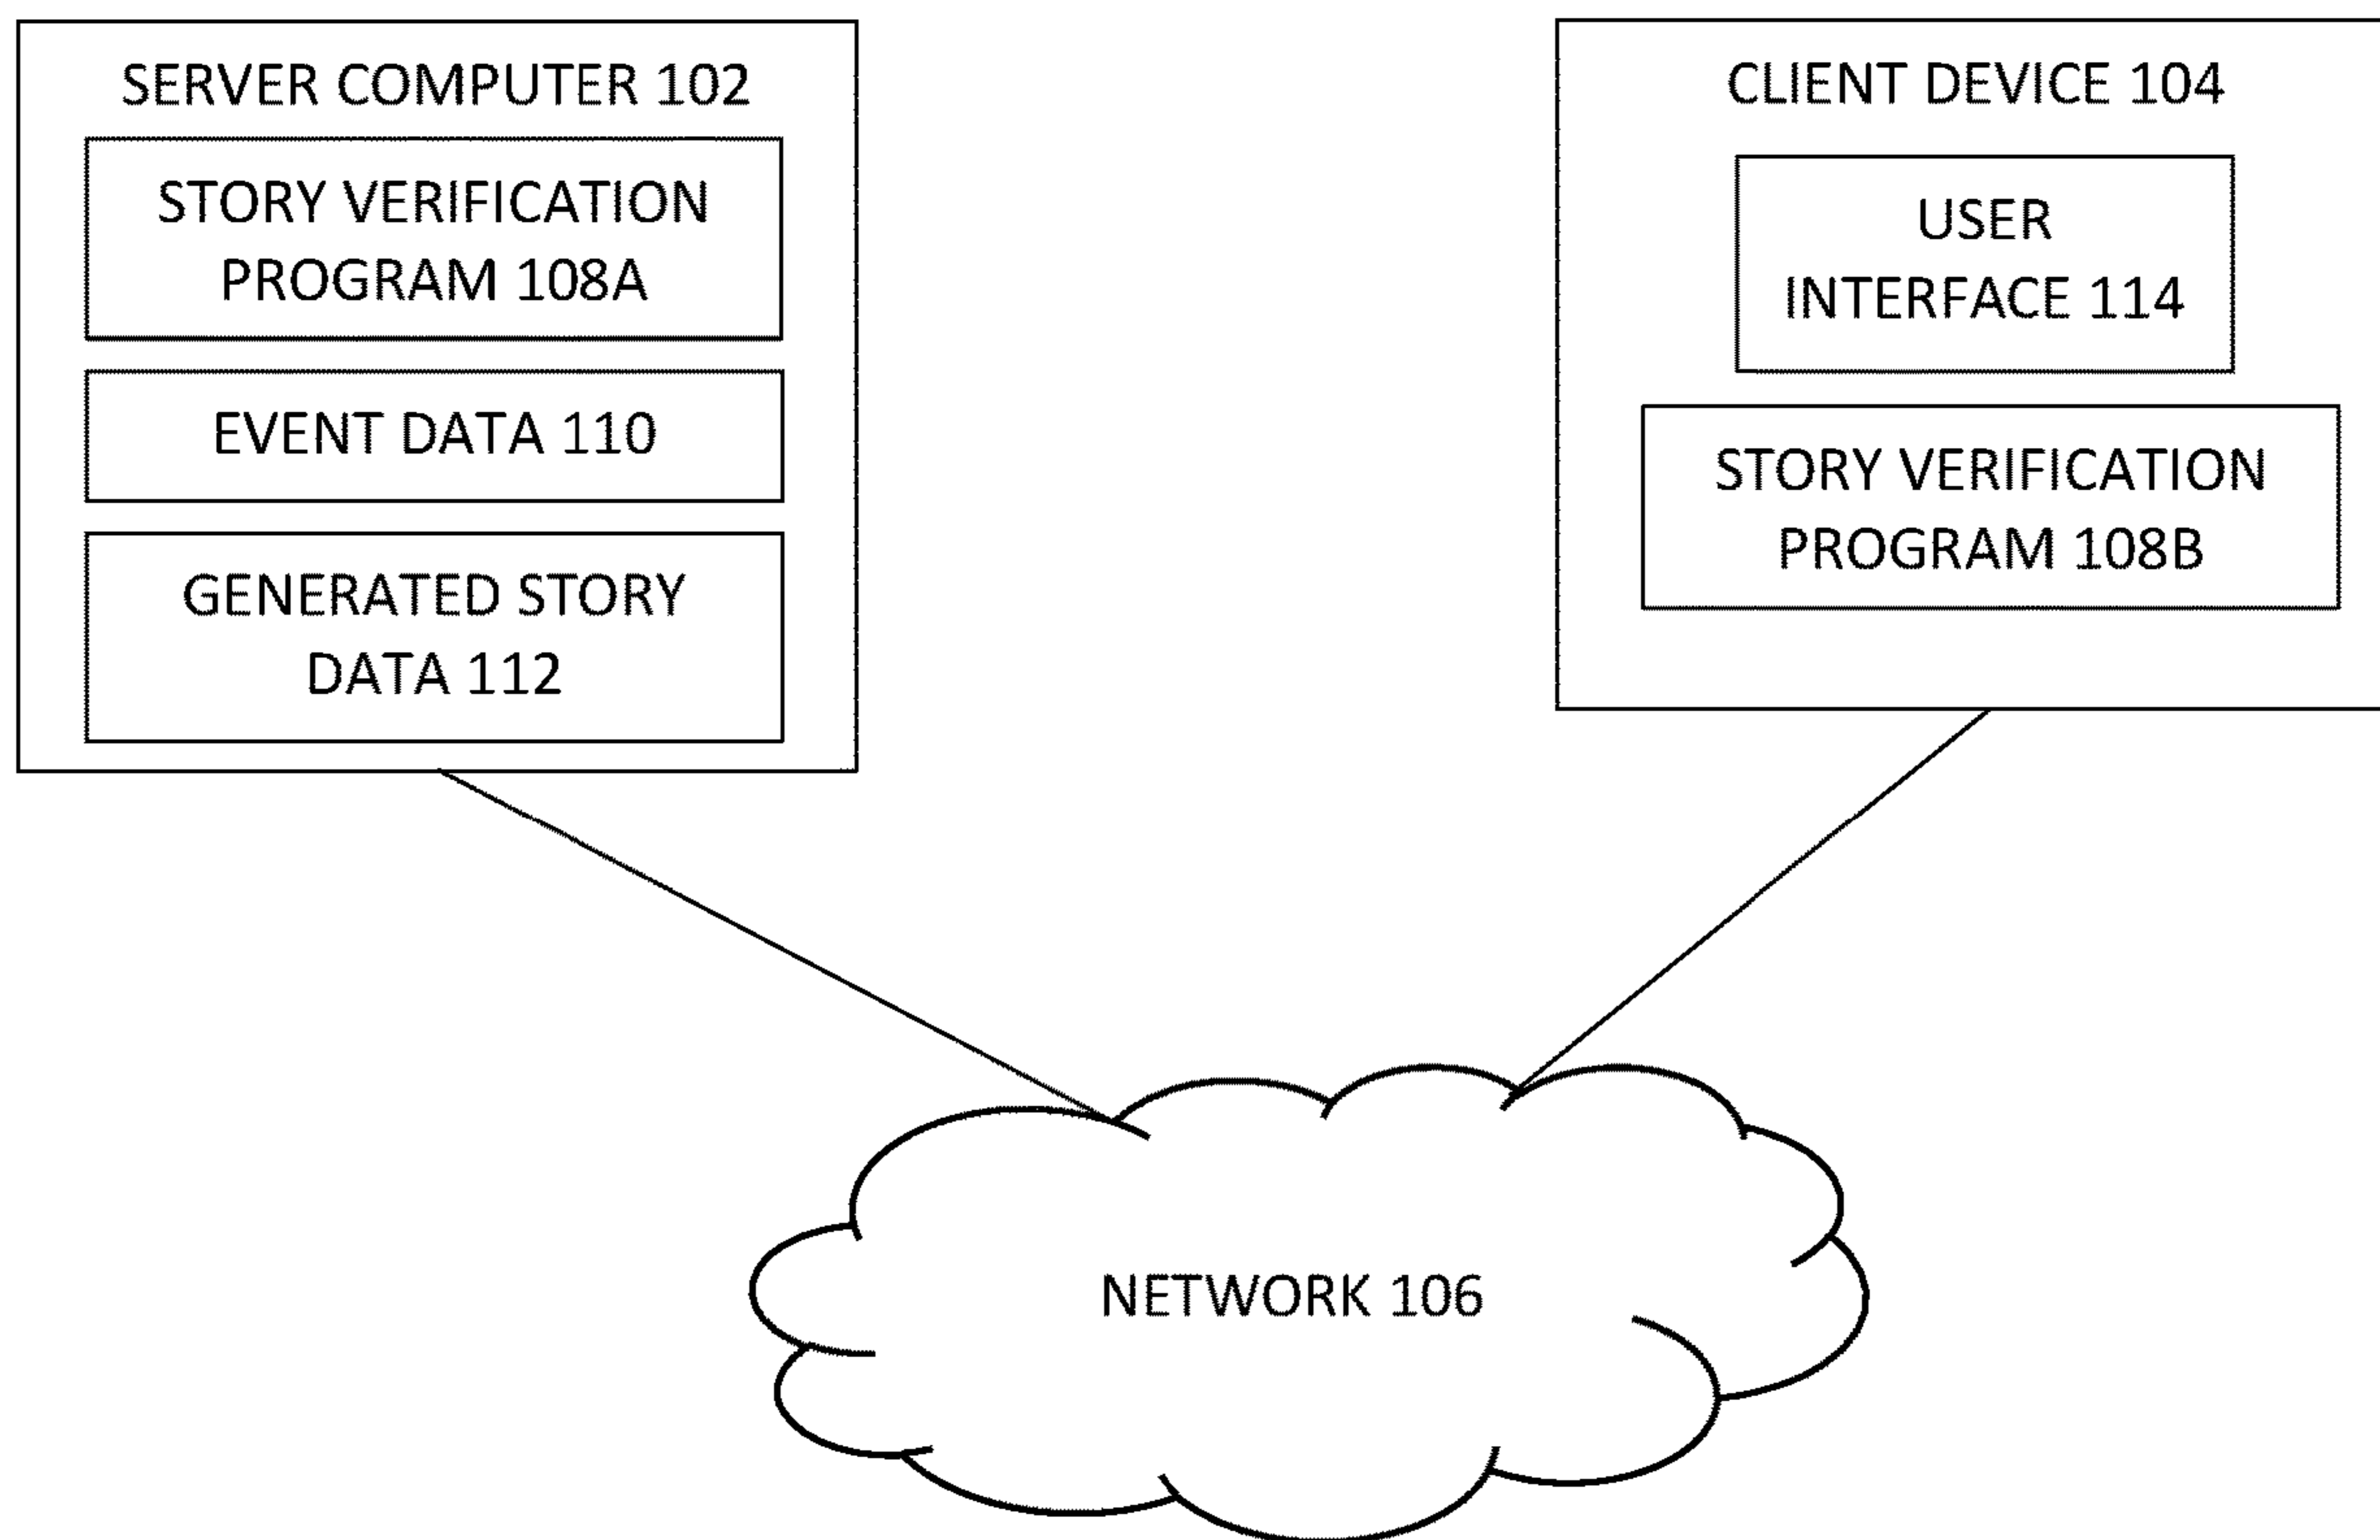 SERVER COMPUTER 102
STORY VERIFICATION
PROGRAM 108A
EVENT DATA 110
GENERATED STORY
DATA 112
CLIENT DEVICE 104
USER
INTERFACE 114
STORY VERIFICATION
PROGRAM 108B
NETWORK 106